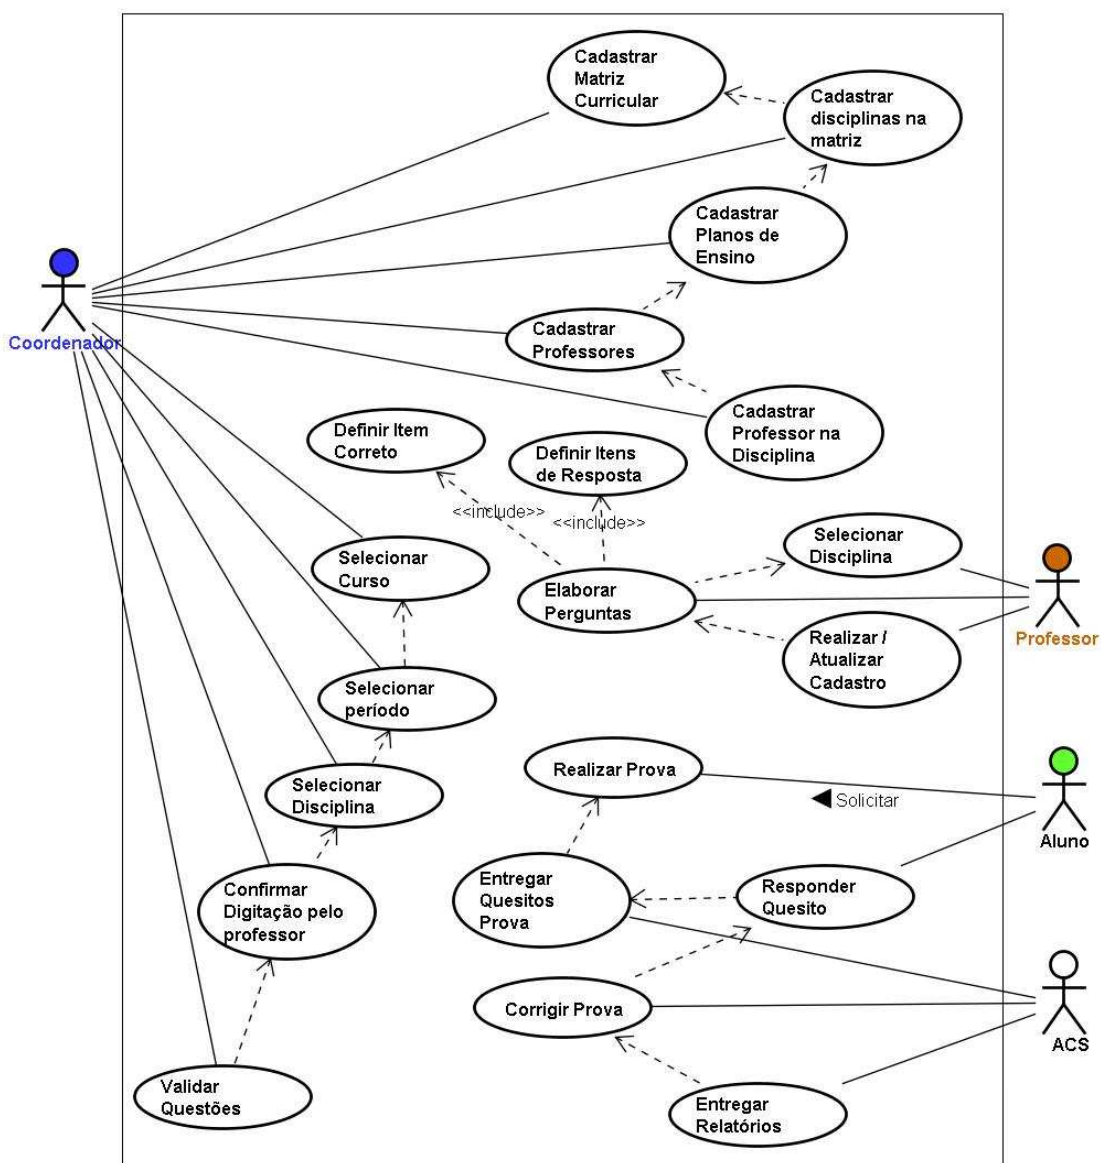 Cadastrar
Matriz
Curricular
Cadastrar
disciplinas na
matriz
Cadastrar
Planos de
Ensino
Coordenador
Cadastrar
Professores
Cadastrar
Professor na
Disciplina
Definir Item
Correto
Definir Itens
de Resposta
<<include>>
<<include>>
Selecionar
Disciplina
Selecionar
Curso
Elaborar
Perguntas
Professor
Realizar /
Atualizar
Cadastro
Selecionar
período
Realizar Prova
Solicitar
Aluno
Selecionar
Disciplina
Entregar
Quesitos
Prova
Responder
Quesito
Confirmar
Digitação pelo
professor
Corrigir Prova
ACS
Validar
Questões
Entregar
Relatórios